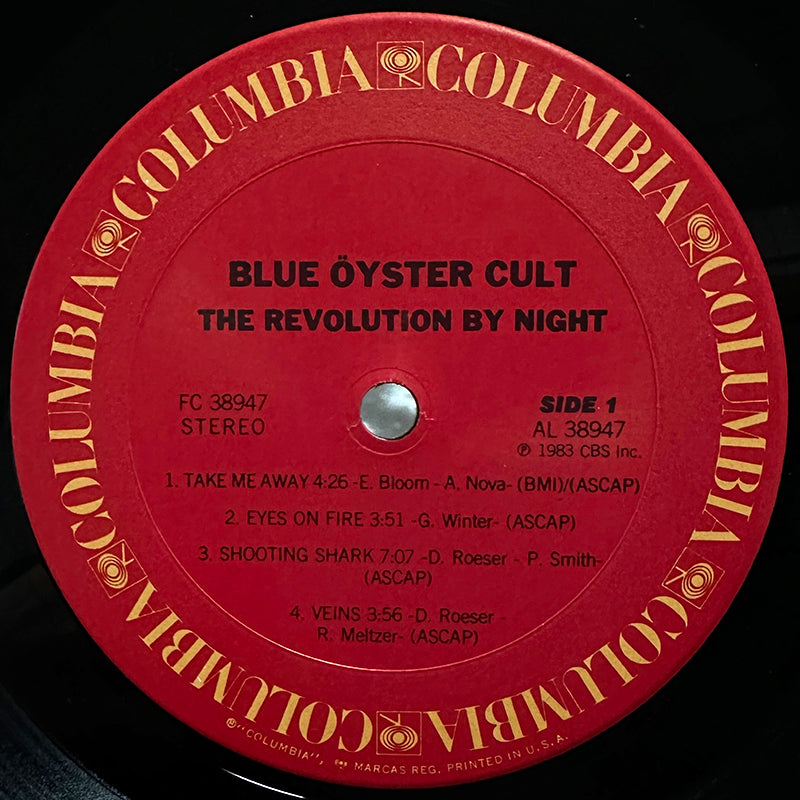 COLUMBIA COLUMBIA COLUMBIA COLUMBIA COLUMBIA COLUMBIA COLUMBIA COLUMBIA
BLUE ÖYSTER CULT
THE REVOLUTION BY NIGHT
FC 38947
STEREO
SIDE 1
AL 38947
℗ 1983 CBS Inc.
1. TAKE ME AWAY 4:26 -E. Bloom - A. Nova- (BMI)/(ASCAP)
2. EYES ON FIRE 3:51 -G. Winter- (ASCAP)
3. SHOOTING SHARK 7:07 -D. Roeser - P. Smith-
(ASCAP)
4. VEINS 3:56 -D. Roeser -
R. Meltzer- (ASCAP)
®"COLUMBIA", MARCAS REG. PRINTED IN U.S.A.